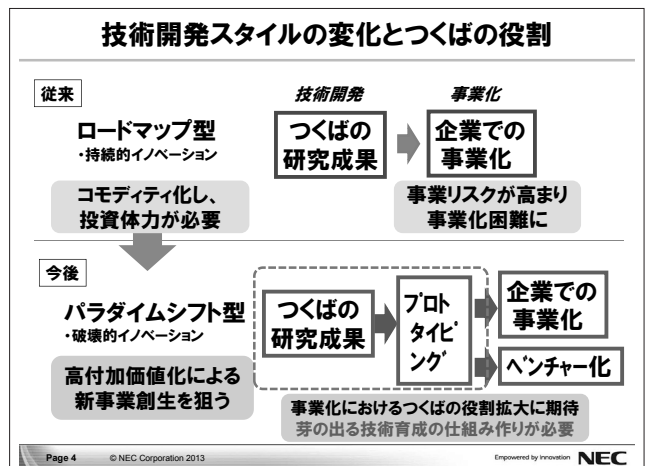 技術開発スタイルの変化とつくばの役割
従来
技術開発
事業化
ロードマップ型
・持続的イノベーション
つくばの
研究成果
企業での
事業化
コモディティ化し、
投資体力が必要
事業リスクが高まり
事業化困難に
今後
パラダイムシフト型
・破壊的イノベーション
つくばの
研究成果
プロト
タイピ
ング
企業での
事業化
ベンチャー化
高付加価値化による
新事業創生を狙う
事業化におけるつくばの役割拡大に期待
芽の出る技術育成の仕組み作りが必要
Page 4 © NEC Corporation 2013
Empowered by Innovation NEC